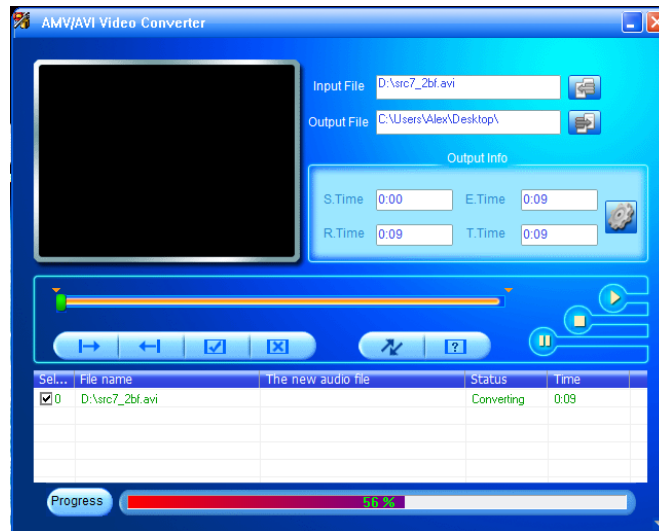 AMV/AVI Video Converter
Input File D:\src7_2bf.avi
Output File C:\Users\Alex\Desktop\
Output Info
S.Time 0:00 E.Time 0:09
R.Time 0:09 T.Time 0:09
Sel... File name The new audio file Status Time
0 D:\src7_2bf.avi Converting 0:09
Progress 56 %